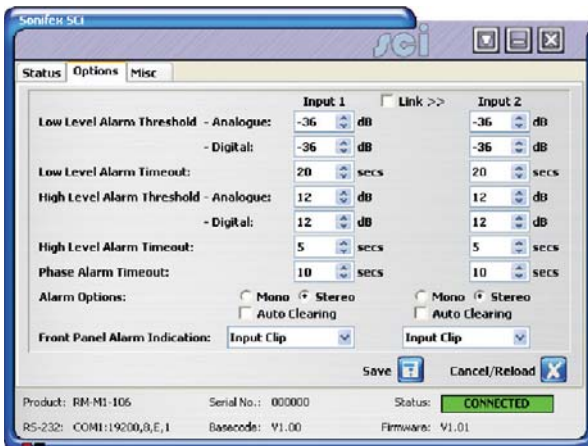 Sonifex SCi
sci
Status Options Misc
Input 1 Link >> Input 2
Low Level Alarm Threshold - Analogue: -36 dB -36 dB
- Digital: -36 dB -36 dB
Low Level Alarm Timeout: 20 secs 20 secs
High Level Alarm Threshold - Analogue: 12 dB 12 dB
- Digital: 12 dB 12 dB
High Level Alarm Timeout: 5 secs 5 secs
Phase Alarm Timeout: 10 secs 10 secs
Alarm Options: Mono Stereo Mono Stereo
Auto Clearing Auto Clearing
Front Panel Alarm Indication: Input Clip Input Clip
Save Cancel/Reload
Product: RM-M1-106 Serial No.: 000000 Status: CONNECTED
RS-232: COM1:19200,8,E,1 Basecode: V1.00 Firmware: V1.01